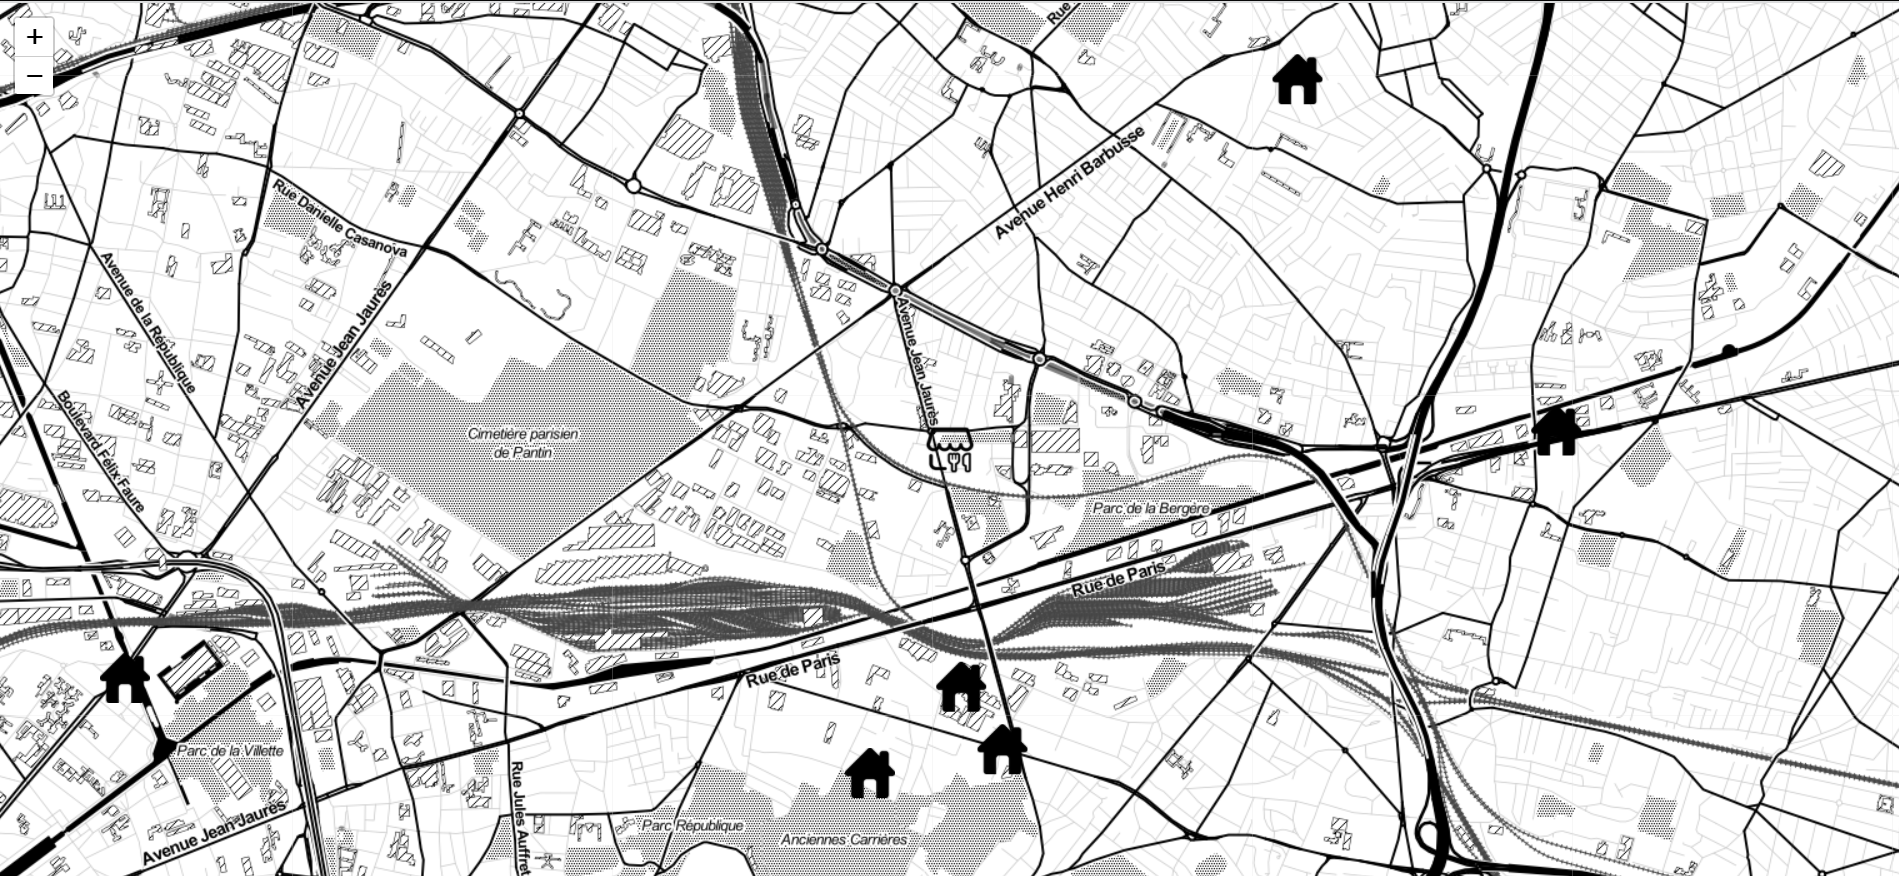 +
−
Rue
Avenue Henri Barbusse
Rue Danielle Casanova
Avenue de la République
Avenue Jean Jaurès
Avenue Jean Jaurès
Boulevard Félix Faure
Cimetière parisien
de Pantin
Parc de la Bergère
Rue de Paris
Rue de Paris
Parc de la Villette
Rue Jules Auffret
Avenue Jean Jaurès
Parc République
Anciennes Carrières